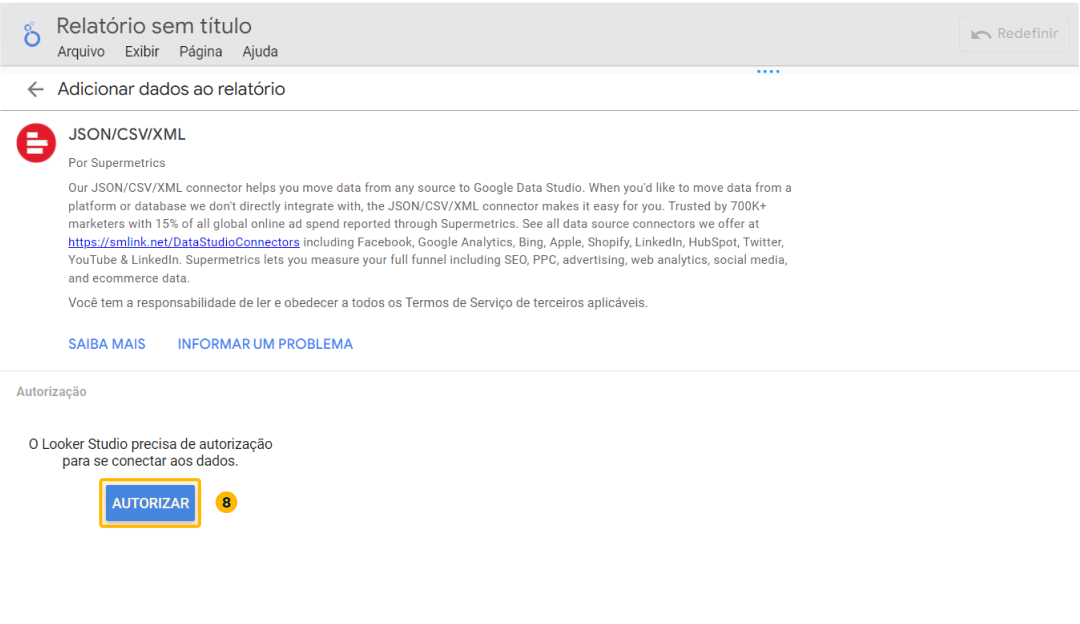 Relatório sem título
Arquivo Exibir Página Ajuda
Redefinir
Adicionar dados ao relatório
JSON/CSV/XML
Por Supermetrics
Our JSON/CSV/XML connector helps you move data from any source to Google Data Studio. When you'd like to move data from a
platform or database we don't directly integrate with, the JSON/CSV/XML connector makes it easy for you. Trusted by 700K+
marketers with 15% of all global online ad spend reported through Supermetrics. See all data source connectors we offer at
https://smlink.net/DataStudioConnectors including Facebook, Google Analytics, Bing, Apple, Shopify, LinkedIn, HubSpot, Twitter,
YouTube & LinkedIn. Supermetrics lets you measure your full funnel including SEO, PPC, advertising, web analytics, social media,
and ecommerce data.
Você tem a responsabilidade de ler e obedecer a todos os Termos de Serviço de terceiros aplicáveis.
SAIBA MAIS INFORMAR UM PROBLEMA
Autorização
O Looker Studio precisa de autorização
para se conectar aos dados.
AUTORIZAR 8